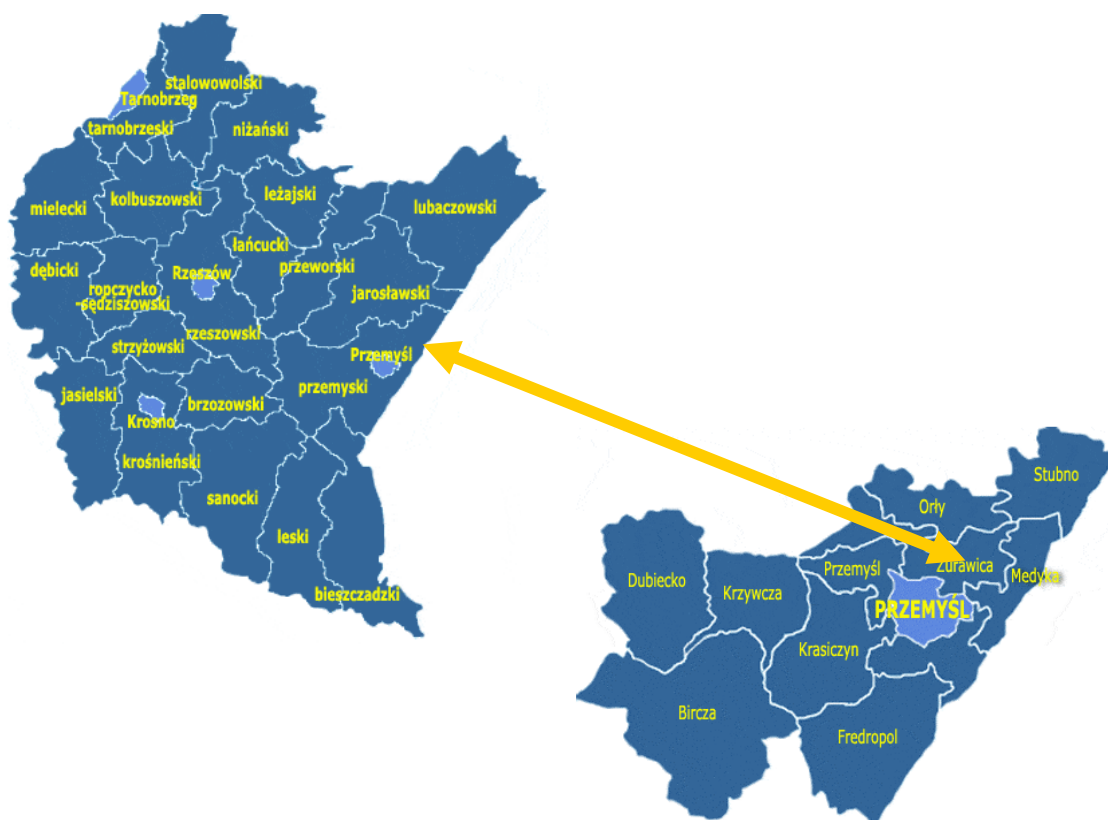 stalowowolski
Tarnobrzeg
tarnobrzeski
niżański
kolbuszowski
leżajski
mielecki
lubaczowski
łańcucki
dębicki
Rzeszów
przeworski
ropczycko
-sędziszowski
jarosławski
rzeszowski
strzyżowski
Przemyśl
jasielski
przemyski
brzozowski
Krosno
krośnieński
sanocki
leski
bieszczadzki
Stubno
Orły
Żurawica
Przemyśl
Medyka
Dubiecko
Krzywcza
PRZEMYŚL
Krasiczyn
Bircza
Fredropol